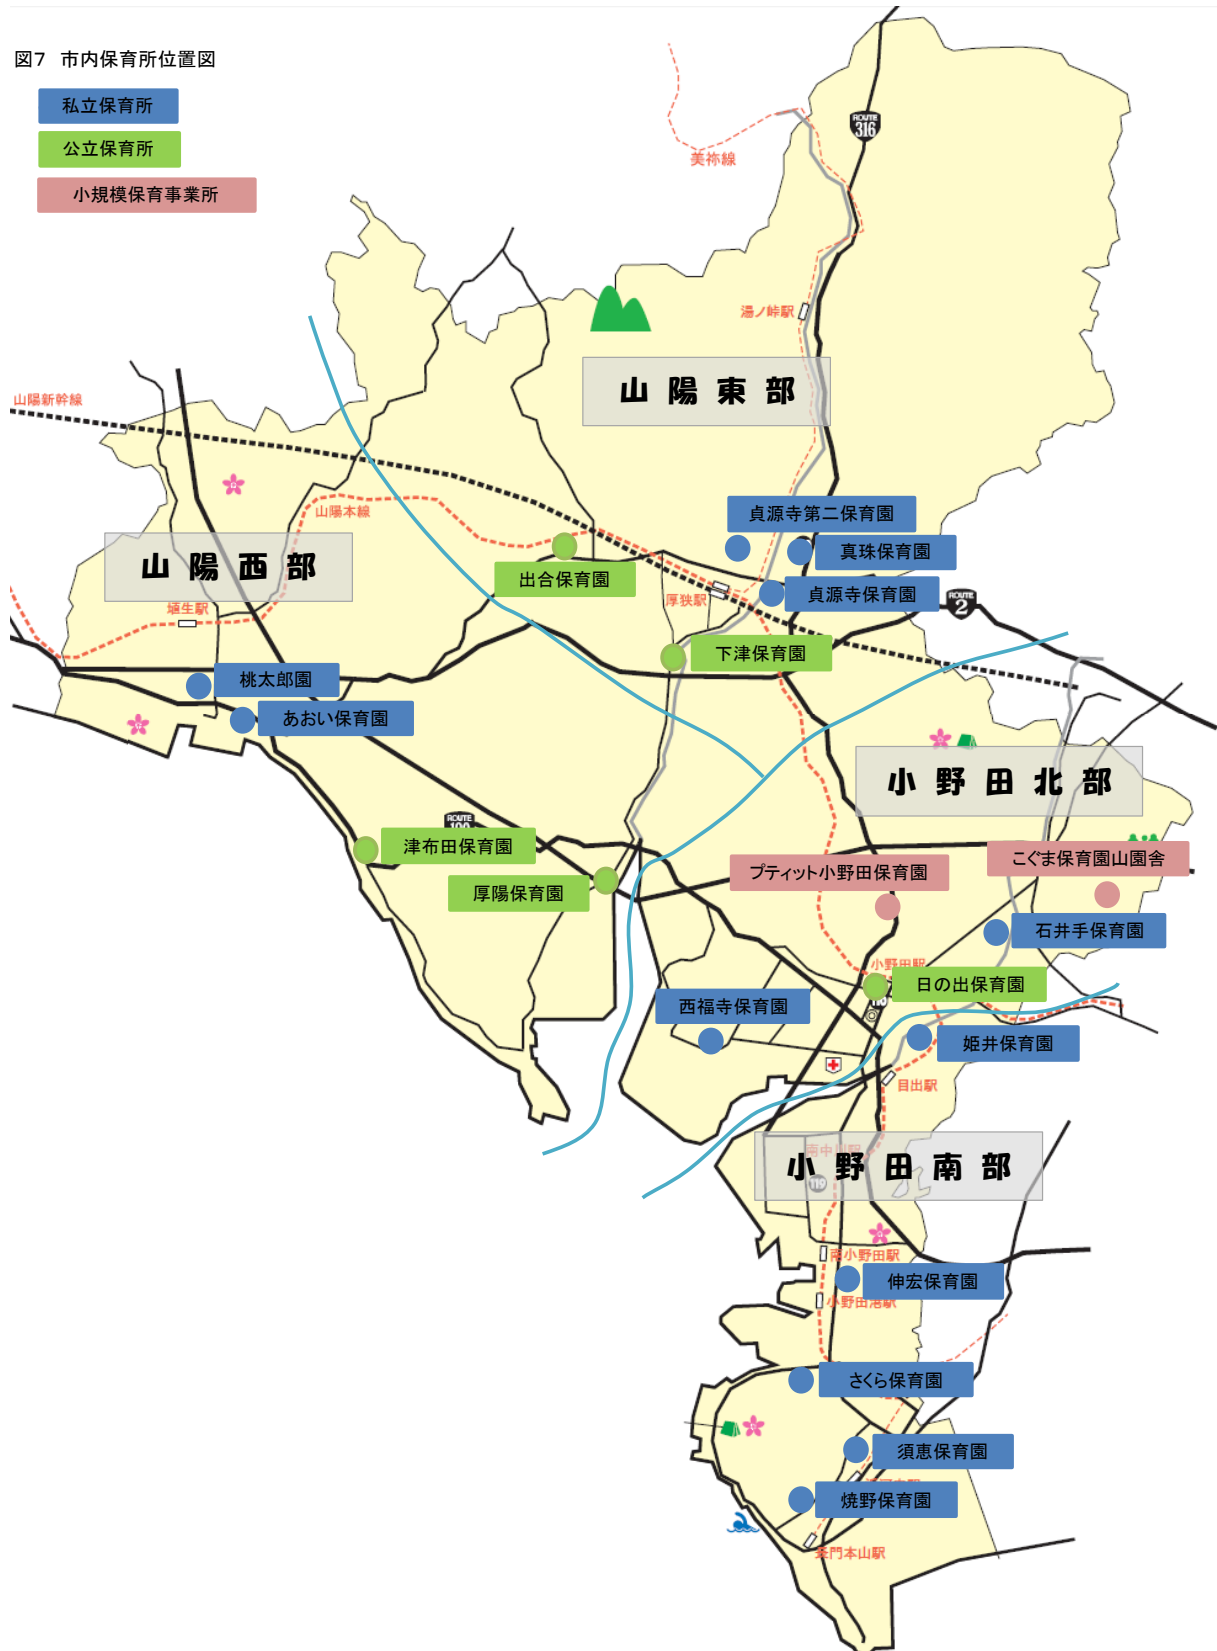 図7 市内保育所位置図
私立保育所
公立保育所
小規模保育事業所
ROUTE
316
美祢線
湯ノ峠駅
山陽東部
山陽新幹線
山陽本線
貞源寺第二保育園
真珠保育園
山陽西部
出合保育園
厚狭駅
貞源寺保育園
ROUTE
2
埴生駅
下津保育園
桃太郎園
あおい保育園
小野田北部
ROUTE
190
津布田保育園
厚陽保育園
プティット小野田保育園
こぐま保育園山園舎
石井手保育園
小野田駅
日の出保育園
西福寺保育園
姫井保育園
目出駅
南中川駅
小野田南部
119
南小野田駅
伸宏保育園
小野田港駅
さくら保育園
須恵保育園
焼野保育園
長門本山駅